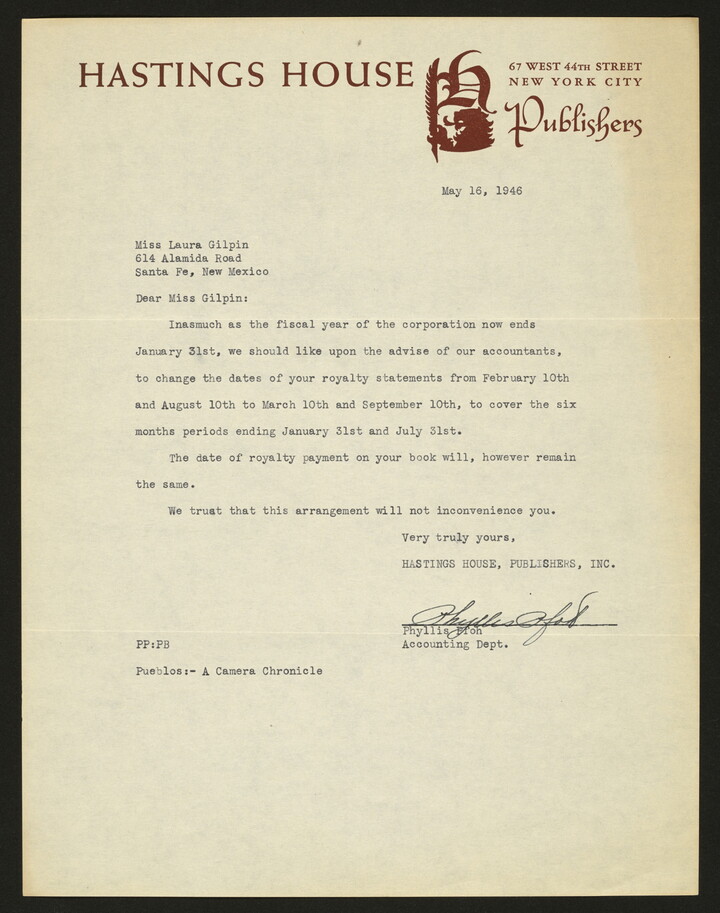 HASTINGS HOUSE
67 WEST 44TH STREET
NEW YORK CITY
Publishers
May 16, 1946
Miss Laura Gilpin
614 Alamida Road
Santa Fe, New Mexico
Dear Miss Gilpin:
Inasmuch as the fiscal year of the corporation now ends
January 31st, we should like upon the advise of our accountants,
to change the dates of your royalty statements from February 10th
and August 10th to March 10th and September 10th, to cover the six
months periods ending January 31st and July 31st.
The date of royalty payment on your book will, however remain
the same.
We trust that this arrangement will not inconvenience you.
Very truly yours,
HASTINGS HOUSE, PUBLISHERS, INC.
Phyllis
Phyllis
PP:PB
Accounting Dept.
Pueblos:- A Camera Chronicle